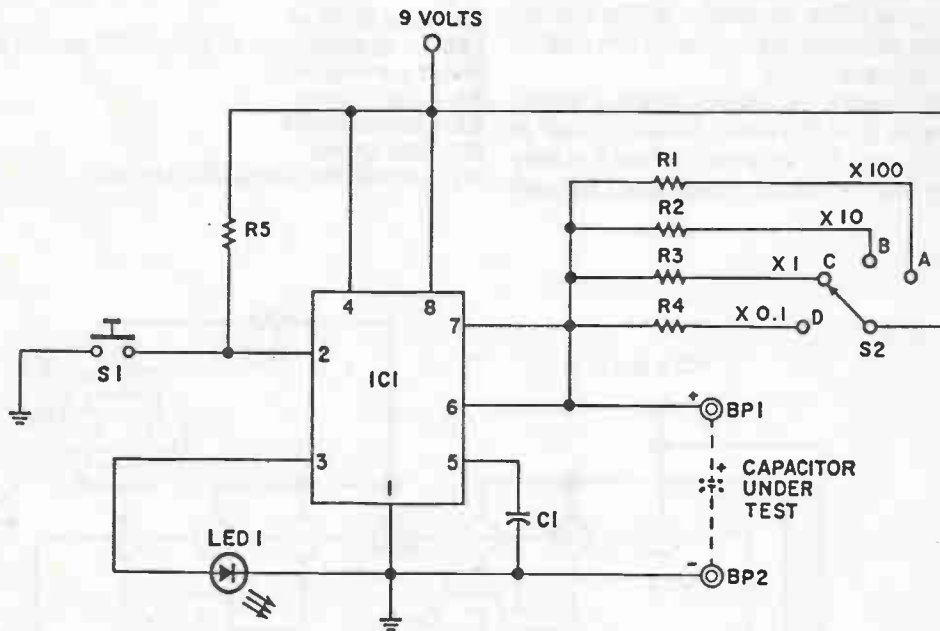 9 VOLTS
R1
X 100
R2
X 10
R5
B
A
R3
C
X 1
4
8
7
R4
X 0.1
D
S2
S1
2
IC1
6
+
BP1
3
5
+
CAPACITOR
UNDER
TEST
1
C1
LED 1
-
BP2